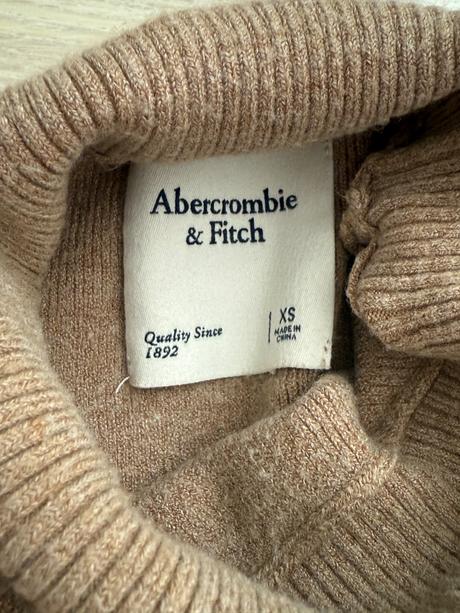 Abercrombie
& Fitch
Quality Since
1892
XS
MADE IN
CHINA